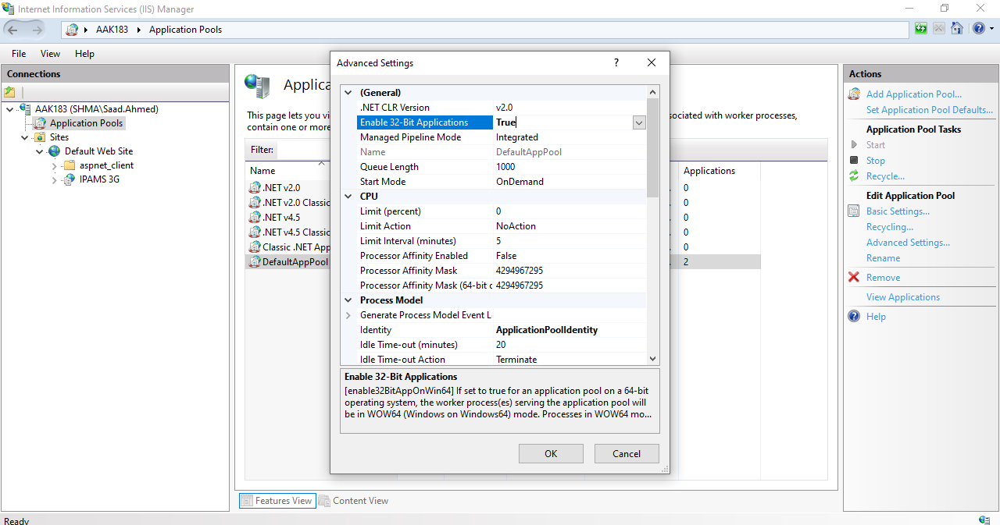 Internet Information Services (IIS) Manager
AAK183
Application Pools
File View Help
Connections
AAK183 (SHMA\Saad.Ahmed)
Application Pools
Sites
Default Web Site
aspnet_client
IPAMS 3G
This page lets you
contain one or more
sociated with worker processes,
Filter:
Name
Applications
.NET v2.0
0
.NET v2.0 Classic
0
.NET v4.5
0
.NET v4.5 Classic
0
Classic .NET App
0
DefaultAppPool
2
Features View
Content View
Advanced Settings
?
(General)
.NET CLR Version v2.0
Enable 32-Bit Applications True
Managed Pipeline Mode Integrated
Name DefaultAppPool
Queue Length 1000
Start Mode OnDemand
CPU
Limit (percent) 0
Limit Action NoAction
Limit Interval (minutes) 5
Processor Affinity Enabled False
Processor Affinity Mask 4294967295
Processor Affinity Mask (64-bit o 4294967295
Process Model
Generate Process Model Event L
Identity ApplicationPoolIdentity
Idle Time-out (minutes) 20
Idle Time-out Action Terminate
Enable 32-Bit Applications
[enable32BitAppOnWin64] If set to true for an application pool on a 64-bit
operating system, the worker process(es) serving the application pool will
be in WOW64 (Windows on Windows64) mode. Processes in WOW64 mo...
OK Cancel
Actions
Add Application Pool...
Set Application Pool Defaults...
Application Pool Tasks
Start
Stop
Recycle...
Edit Application Pool
Basic Settings...
Recycling...
Advanced Settings...
Rename
Remove
View Applications
Help
Ready